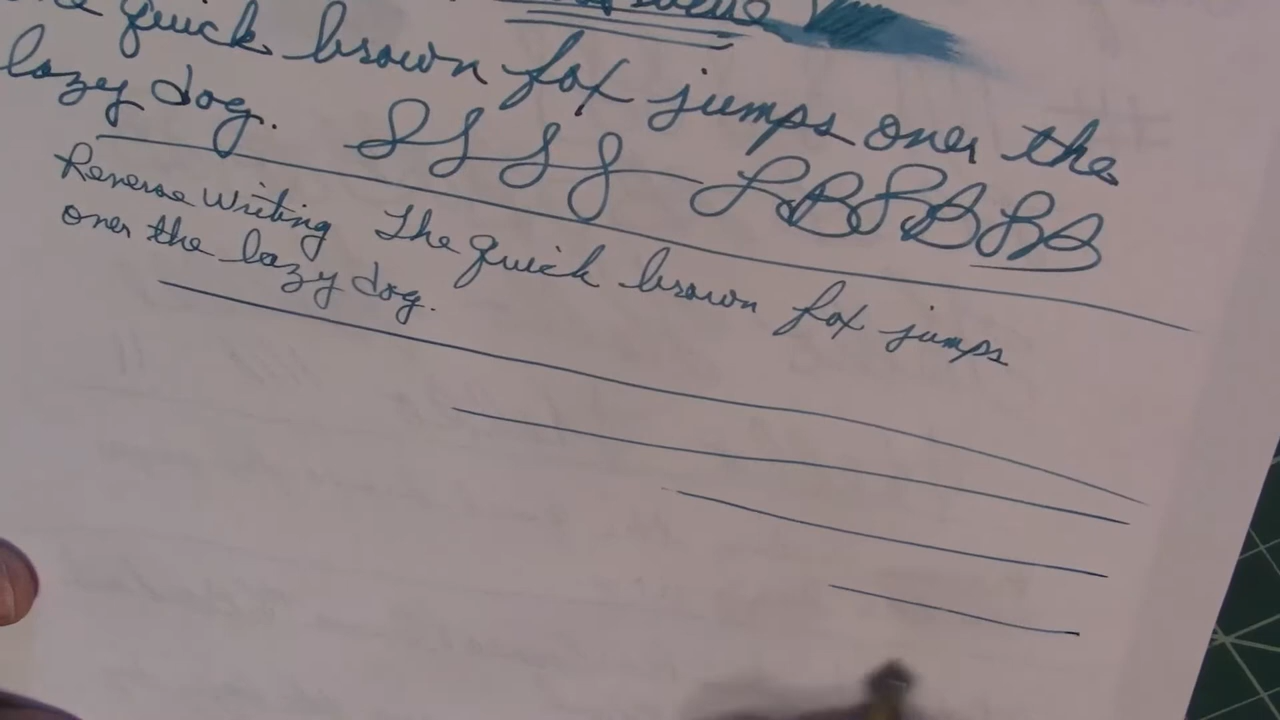 quick brown fox jumps over the
lazy dog. S S S S L B S B L B
Reverse Writing The quick brown fox jumps
over the lazy dog.